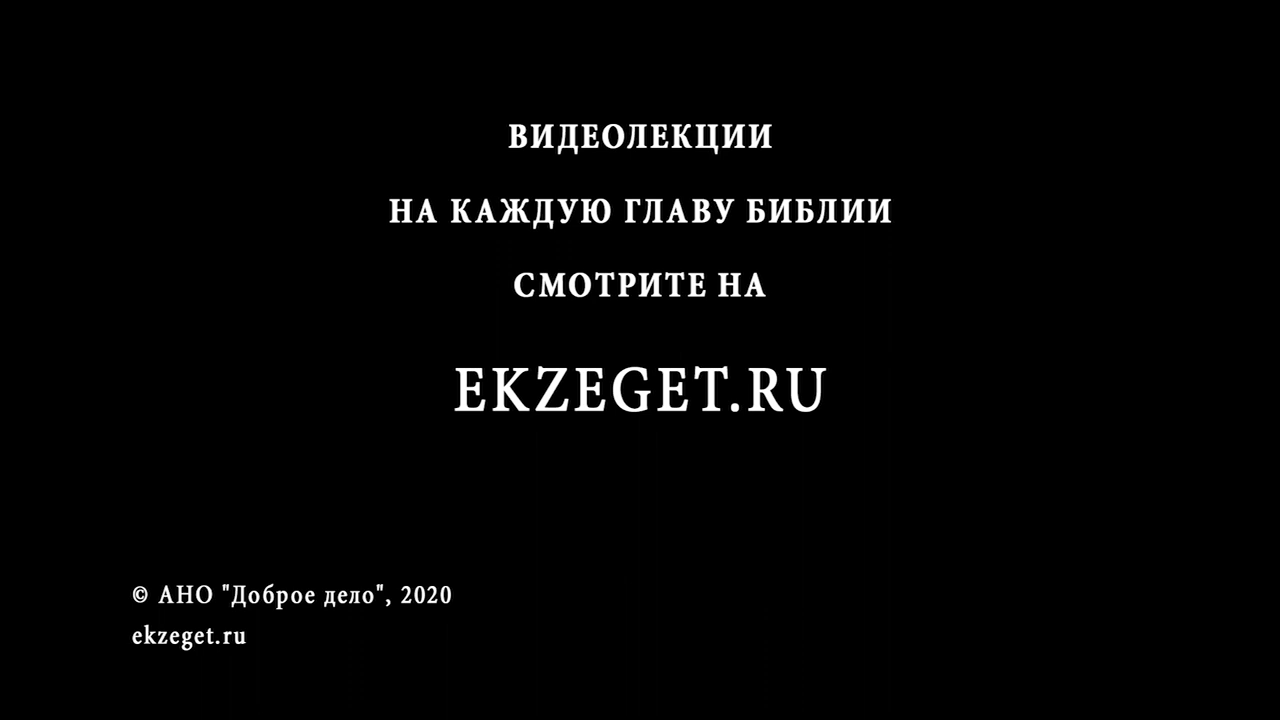 ВИДЕОЛЕКЦИИ
НА КАЖДУЮ ГЛАВУ БИБЛИИ
СМОТРИТЕ НА
EKZEGET.RU
© АНО "Доброе дело", 2020
ekzeget.ru